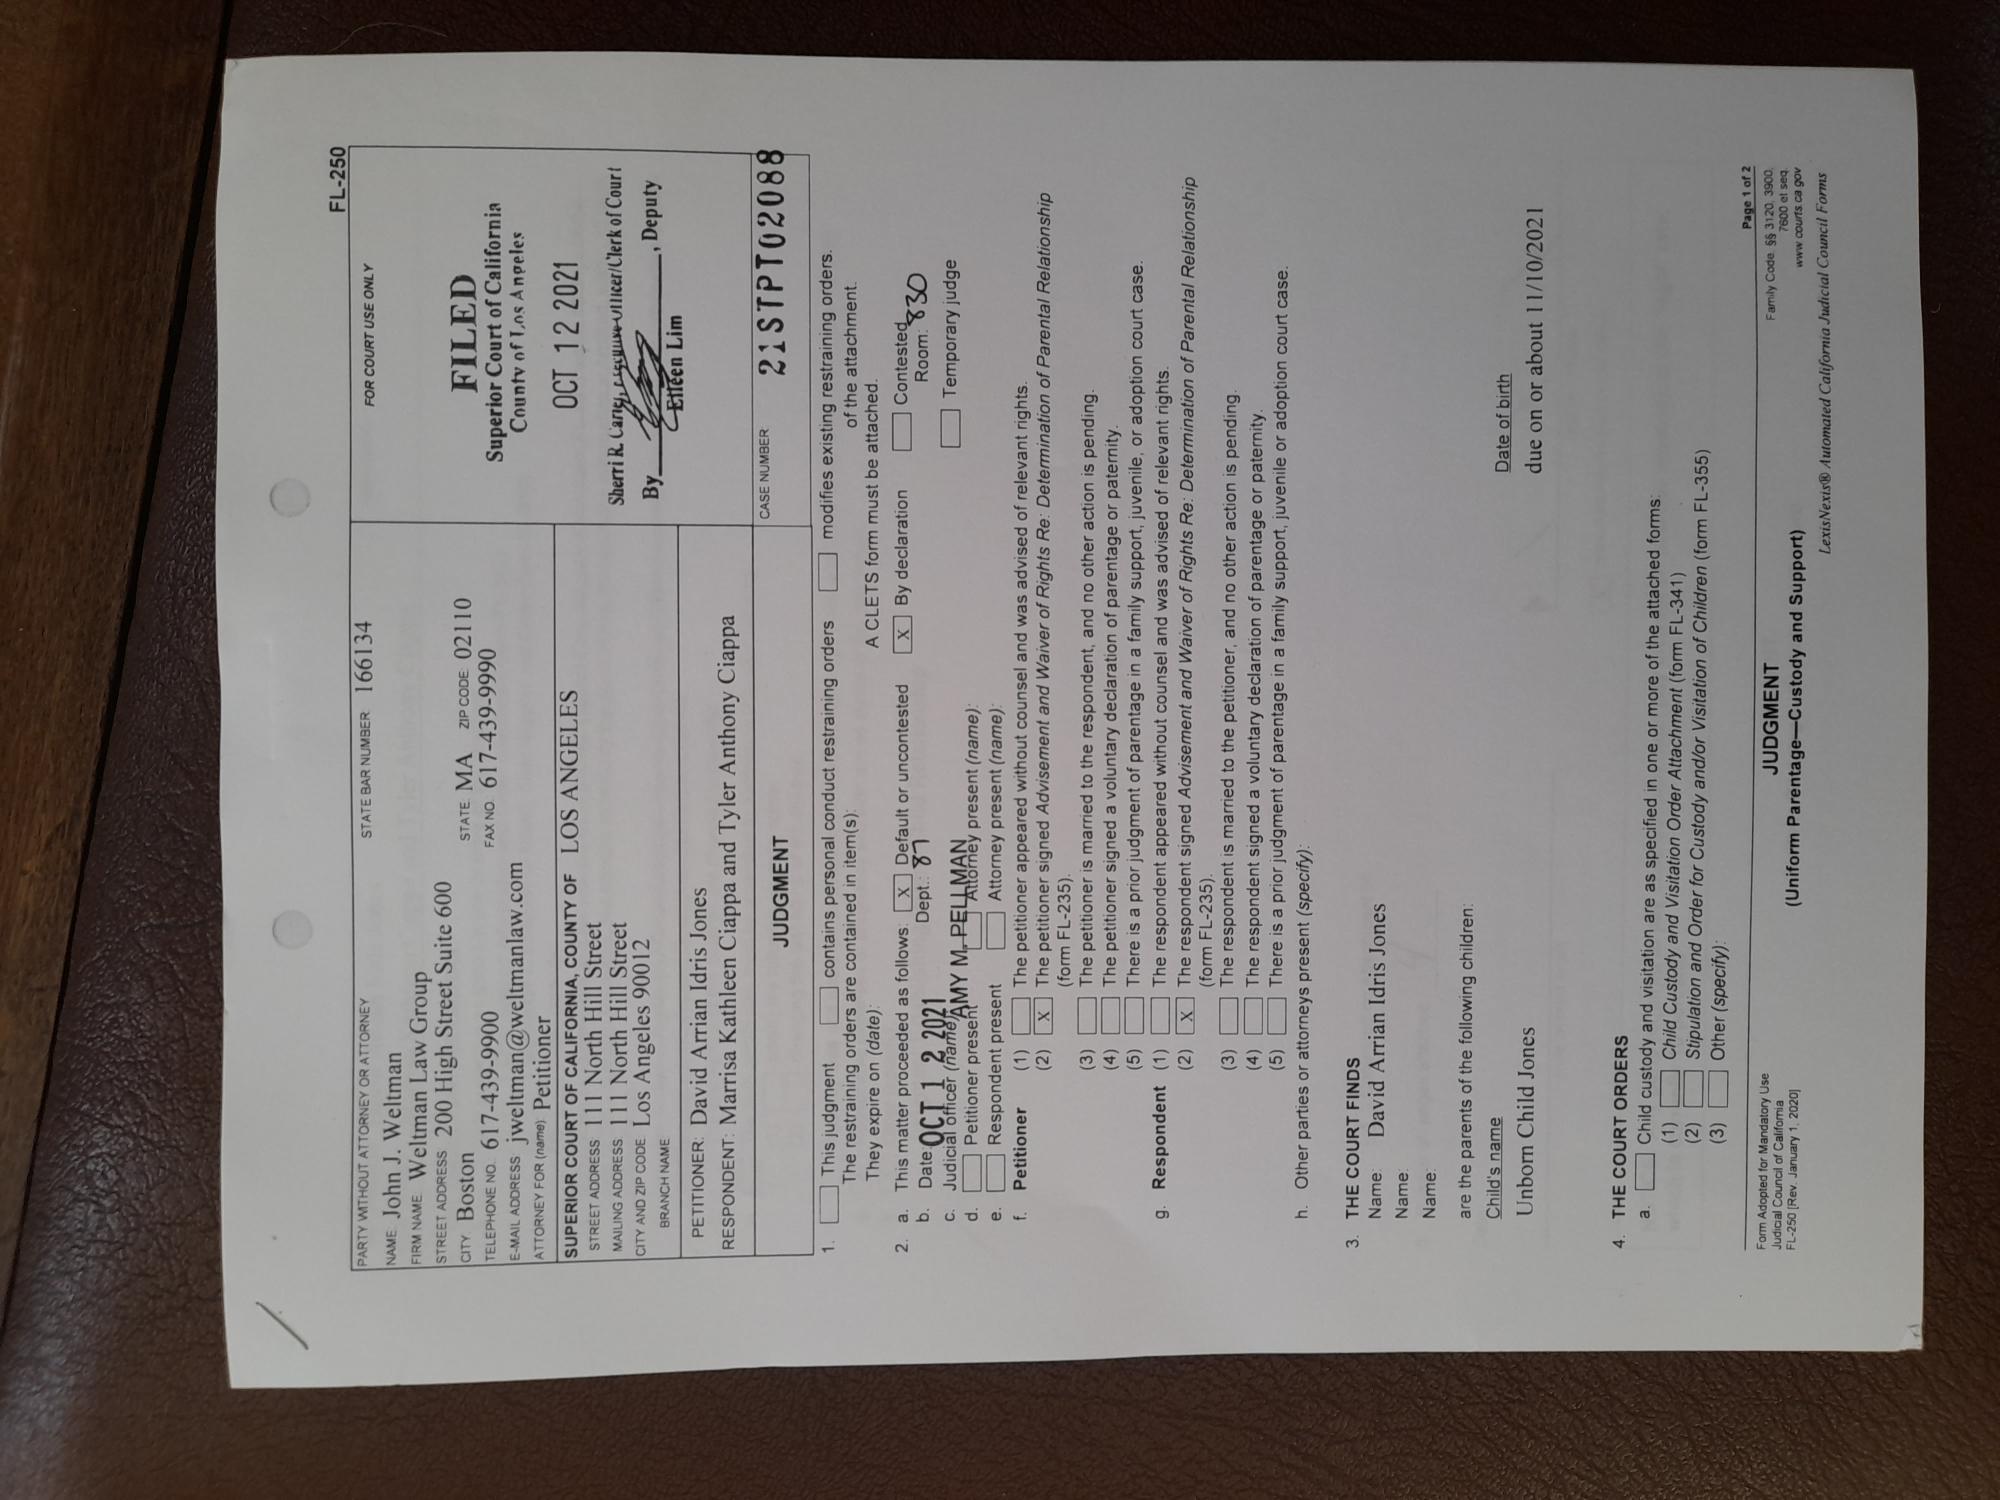 FL-250
PARTY WITHOUT ATTORNEY OR ATTORNEY STATE BAR NUMBER: 166134
NAME: John J. Weltman
FIRM NAME: Weltman Law Group
STREET ADDRESS: 200 High Street Suite 600
CITY: Boston STATE: MA ZIP CODE: 02110
TELEPHONE NO.: 617-439-9900 FAX NO.: 617-439-9990
E-MAIL ADDRESS: jweltman@weltmanlaw.com
ATTORNEY FOR (name): Petitioner
FOR COURT USE ONLY
FILED
Superior Court of California
County of Los Angeles
OCT 12 2021
Sherri R. Carter, Executive Officer/Clerk of Court
By , Deputy
Eileen Lim
SUPERIOR COURT OF CALIFORNIA, COUNTY OF LOS ANGELES
STREET ADDRESS: 111 North Hill Street
MAILING ADDRESS: 111 North Hill Street
CITY AND ZIP CODE: Los Angeles 90012
BRANCH NAME:
PETITIONER: David Arrian Idris Jones
RESPONDENT: Marrisa Kathleen Ciappa and Tyler Anthony Ciappa
JUDGMENT
CASE NUMBER: 21STPT02088
1. This judgment contains personal conduct restraining orders modifies existing restraining orders.
The restraining orders are contained in item(s): of the attachment.
They expire on (date): A CLETS form must be attached.
2. a. This matter proceeded as follows: X Default or uncontested X By declaration Contested
b. Date: OCT 12 2021 Dept.: 87 Room: 830
c. Judicial officer (name): AMY M. PELLMAN Temporary judge
d. Petitioner present Attorney present (name):
e. Respondent present Attorney present (name):
f. Petitioner (1) The petitioner appeared without counsel and was advised of relevant rights.
(2) X The petitioner signed Advisement and Waiver of Rights Re: Determination of Parental Relationship
(form FL-235).
(3) The petitioner is married to the respondent, and no other action is pending.
(4) The petitioner signed a voluntary declaration of parentage or paternity.
(5) There is a prior judgment of parentage in a family support, juvenile, or adoption court case.
g. Respondent (1) The respondent appeared without counsel and was advised of relevant rights.
(2) X The respondent signed Advisement and Waiver of Rights Re: Determination of Parental Relationship
(form FL-235).
(3) The respondent is married to the petitioner, and no other action is pending.
(4) The respondent signed a voluntary declaration of parentage or paternity.
(5) There is a prior judgment of parentage in a family support, juvenile or adoption court case.
h. Other parties or attorneys present (specify):
3. THE COURT FINDS
Name: David Arrian Idris Jones
Name:
Name:
are the parents of the following children:
Child's name Date of birth
Unborn Child Jones due on or about 11/10/2021
4. THE COURT ORDERS
a. Child custody and visitation are as specified in one or more of the attached forms:
(1) Child Custody and Visitation Order Attachment (form FL-341)
(2) Stipulation and Order for Custody and/or Visitation of Children (form FL-355)
(3) Other (specify):
Page 1 of 2
Form Adopted for Mandatory Use
Judicial Council of California
FL-250 [Rev. January 1, 2020]
JUDGMENT
(Uniform Parentage—Custody and Support)
Family Code, §§ 3120, 3900,
7600 et seq.
www.courts.ca.gov
LexisNexis® Automated California Judicial Council Forms